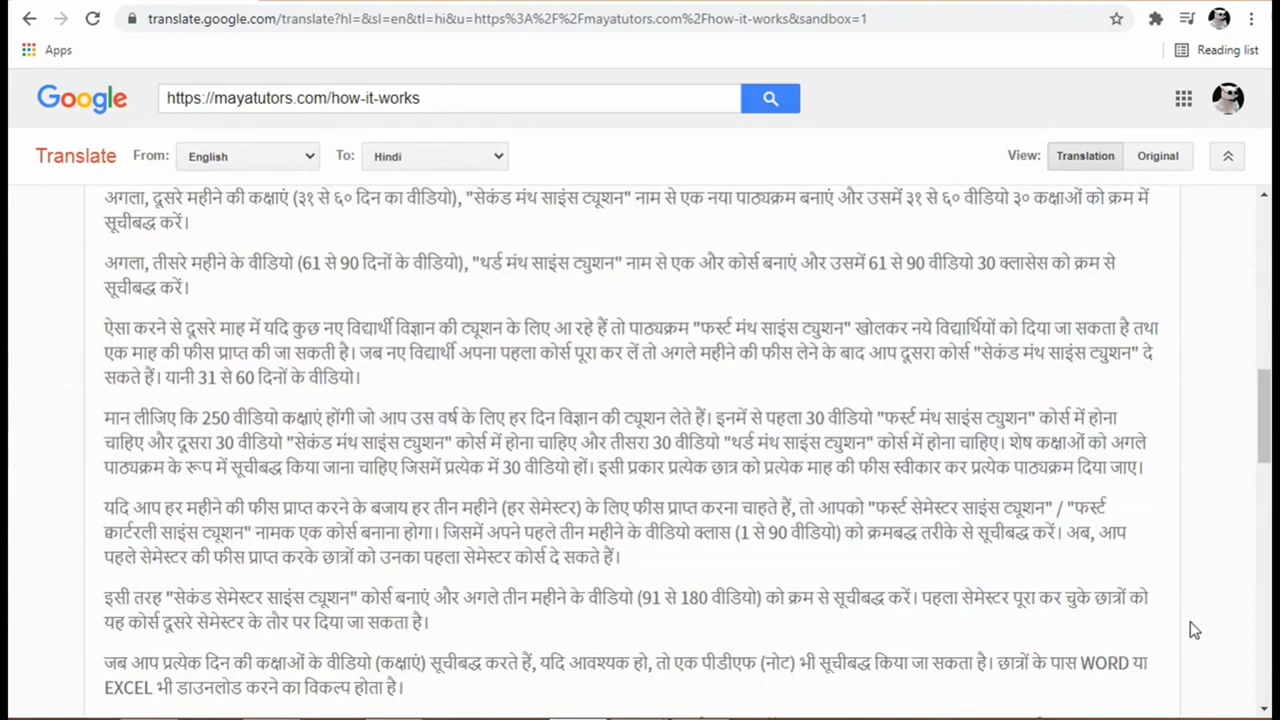 translate.google.com/translate?hl=&sl=en&tl=hi&u=https%3A%2F%2Fmayatutors.com%2Fhow-it-works&sandbox=1
Apps
Reading list
Google
https://mayatutors.com/how-it-works
Translate From: English To: Hindi View: Translation Original
अगला, दूसरे महीने की कक्षाएं (३१ से ६० दिन का वीडियो), "सेकंड मंथ साइंस ट्यूशन" नाम से एक नया पाठ्यक्रम बनाएं और उसमें ३१ से ६० वीडियो ३० कक्षाओं को क्रम में
सूचीबद्ध करें।
अगला, तीसरे महीने के वीडियो (61 से 90 दिनों के वीडियो), "थर्ड मंथ साइंस ट्युशन" नाम से एक और कोर्स बनाएं और उसमें 61 से 90 वीडियो 30 क्लासेस को क्रम से
सूचीबद्ध करें।
ऐसा करने से दूसरे माह में यदि कुछ नए विद्यार्थी विज्ञान की ट्यूशन के लिए आ रहे हैं तो पाठ्यक्रम "फर्स्ट मंथ साइंस ट्युशन" खोलकर नये विद्यार्थियों को दिया जा सकता है तथा
एक माह की फीस प्राप्त की जा सकती है। जब नए विद्यार्थी अपना पहला कोर्स पूरा कर लें तो अगले महीने की फीस लेने के बाद आप दूसरा कोर्स "सेकंड मंथ साइंस ट्युशन" दे
सकते हैं। यानी 31 से 60 दिनों के वीडियो।
मान लीजिए कि 250 वीडियो कक्षाएं होंगी जो आप उस वर्ष के लिए हर दिन विज्ञान की ट्यूशन लेते हैं। इनमें से पहला 30 वीडियो "फर्स्ट मंथ साइंस ट्युशन" कोर्स में होना
चाहिए और दूसरा 30 वीडियो "सेकंड मंथ साइंस ट्युशन" कोर्स में होना चाहिए और तीसरा 30 वीडियो "थर्ड मंथ साइंस ट्युशन" कोर्स में होना चाहिए। शेष कक्षाओं को अगले
पाठ्यक्रम के रूप में सूचीबद्ध किया जाना चाहिए जिसमें प्रत्येक में 30 वीडियो हों। इसी प्रकार प्रत्येक छात्र को प्रत्येक माह की फीस स्वीकार कर प्रत्येक पाठ्यक्रम दिया जाए।
यदि आप हर महीने की फीस प्राप्त करने के बजाय हर तीन महीने (हर सेमेस्टर) के लिए फीस प्राप्त करना चाहते हैं, तो आपको "फर्स्ट सेमेस्टर साइंस ट्यूशन" / "फर्स्ट
क्वार्टरली साइंस ट्यूशन" नामक एक कोर्स बनाना होगा। जिसमें अपने पहले तीन महीने के वीडियो क्लास (1 से 90 वीडियो) को क्रमबद्ध तरीके से सूचीबद्ध करें। अब, आप
पहले सेमेस्टर की फीस प्राप्त करके छात्रों को उनका पहला सेमेस्टर कोर्स दे सकते हैं।
इसी तरह "सेकंड सेमेस्टर साइंस ट्यूशन" कोर्स बनाएं और अगले तीन महीने के वीडियो (91 से 180 वीडियो) को क्रम से सूचीबद्ध करें। पहला सेमेस्टर पूरा कर चुके छात्रों को
यह कोर्स दूसरे सेमेस्टर के तौर पर दिया जा सकता है।
जब आप प्रत्येक दिन की कक्षाओं के वीडियो (कक्षाएं) सूचीबद्ध करते हैं, यदि आवश्यक हो, तो एक पीडीएफ (नोट) भी सूचीबद्ध किया जा सकता है। छात्रों के पास WORD या
EXCEL भी डाउनलोड करने का विकल्प होता है।